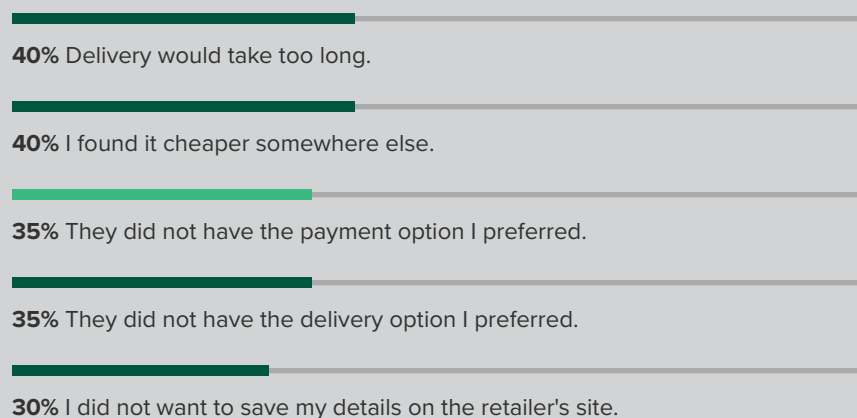 40% Delivery would take too long.
40% I found it cheaper somewhere else.
35% They did not have the payment option I preferred.
35% They did not have the delivery option I preferred.
30% I did not want to save my details on the retailer's site.